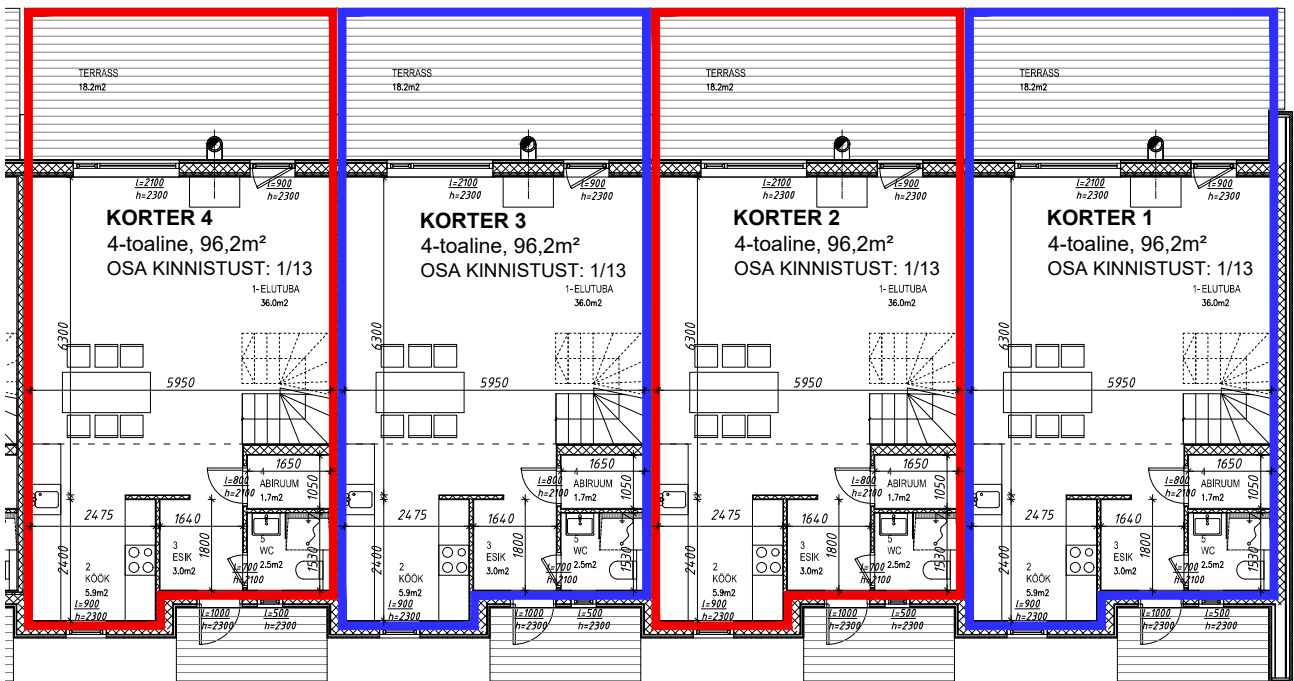 TERRASS
18.2m2
l=2100
h=2300
l=900
h=2300
KORTER 4
4-toaline, 96,2m²
OSA KINNISTUST: 1/13
1-ELUTUBA
36.0m2
6300
5950
1650
4
ABIRUUM
1.7m2
1050
l=800
h=2100
2475
1640
1800
2400
3
ESIK
3.0m2
5
WC
2.5m2
1530
l=700
h=2100
2
KÖÖK
5.9m2
l=900
h=2300
l=1000
h=2300
l=500
h=2300
TERRASS
18.2m2
l=2100
h=2300
l=900
h=2300
KORTER 3
4-toaline, 96,2m²
OSA KINNISTUST: 1/13
1-ELUTUBA
36.0m2
6300
5950
1650
4
ABIRUUM
1.7m2
1050
l=800
h=2100
2475
1640
1800
2400
3
ESIK
3.0m2
5
WC
2.5m2
1530
l=700
h=2100
2
KÖÖK
5.9m2
l=900
h=2300
l=1000
h=2300
l=500
h=2300
TERRASS
18.2m2
l=2100
h=2300
l=900
h=2300
KORTER 2
4-toaline, 96,2m²
OSA KINNISTUST: 1/13
1-ELUTUBA
36.0m2
6300
5950
1650
4
ABIRUUM
1.7m2
1050
l=800
h=2100
2475
1640
1800
2400
3
ESIK
3.0m2
5
WC
2.5m2
1530
l=700
h=2100
2
KÖÖK
5.9m2
l=900
h=2300
l=1000
h=2300
l=500
h=2300
TERRASS
18.2m2
l=2100
h=2300
l=900
h=2300
KORTER 1
4-toaline, 96,2m²
OSA KINNISTUST: 1/13
1-ELUTUBA
36.0m2
6300
5950
1650
4
ABIRUUM
1.7m2
1050
l=800
h=2100
2475
1640
1800
2400
3
ESIK
3.0m2
5
WC
2.5m2
1530
l=700
h=2100
2
KÖÖK
5.9m2
l=900
h=2300
l=1000
h=2300
l=500
h=2300